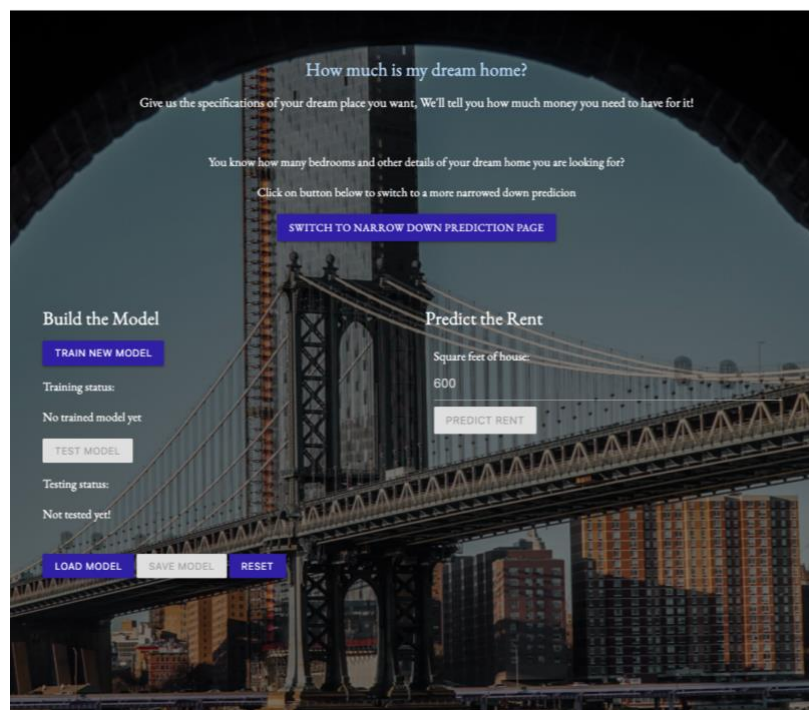 How much is my dream home?
Give us the specifications of your dream place you want, We'll tell you how much money you need to have for it!
You know how many bedrooms and other details of your dream home you are looking for?
Click on button below to switch to a more narrowed down predicion
SWITCH TO NARROW DOWN PREDICTION PAGE
Build the Model
TRAIN NEW MODEL
Training status:
No trained model yet
TEST MODEL
Testing status:
Not tested yet!
LOAD MODEL SAVE MODEL RESET
Predict the Rent
Square feet of house:
600
PREDICT RENT